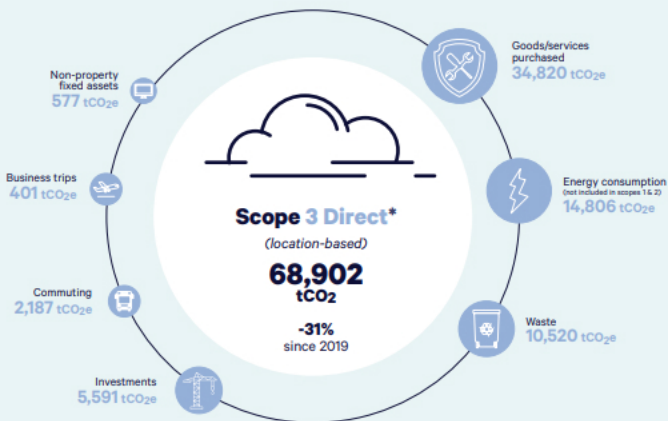 Goods/services
purchased
34,820 tCO2e
Non-property
fixed assets
577 tCO2e
Business trips
401 tCO2e
Energy consumption
(not included in scopes 1 & 2)
14,806 tCO2e
Scope 3 Direct*
(location-based)
68,902
tCO2
-31%
since 2019
Commuting
2,187 tCO2e
Waste
10,520 tCO2e
Investments
5,591 tCO2e